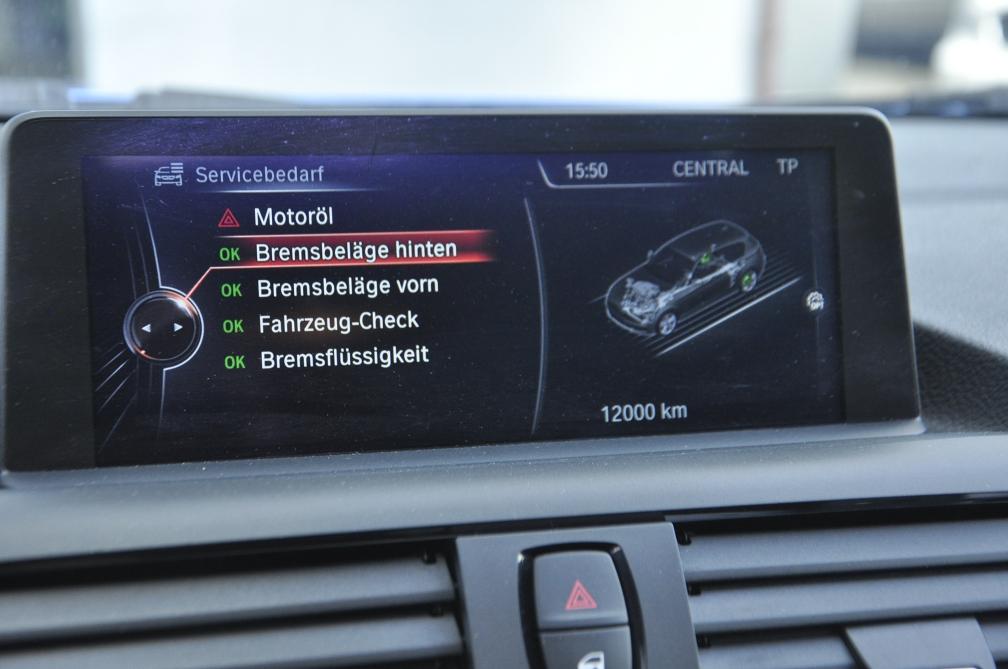 Servicebedarf
15:50 CENTRAL TP
Motoröl
OK Bremsbeläge hinten
OK Bremsbeläge vorn
OK Fahrzeug-Check
OK Bremsflüssigkeit
12000 km